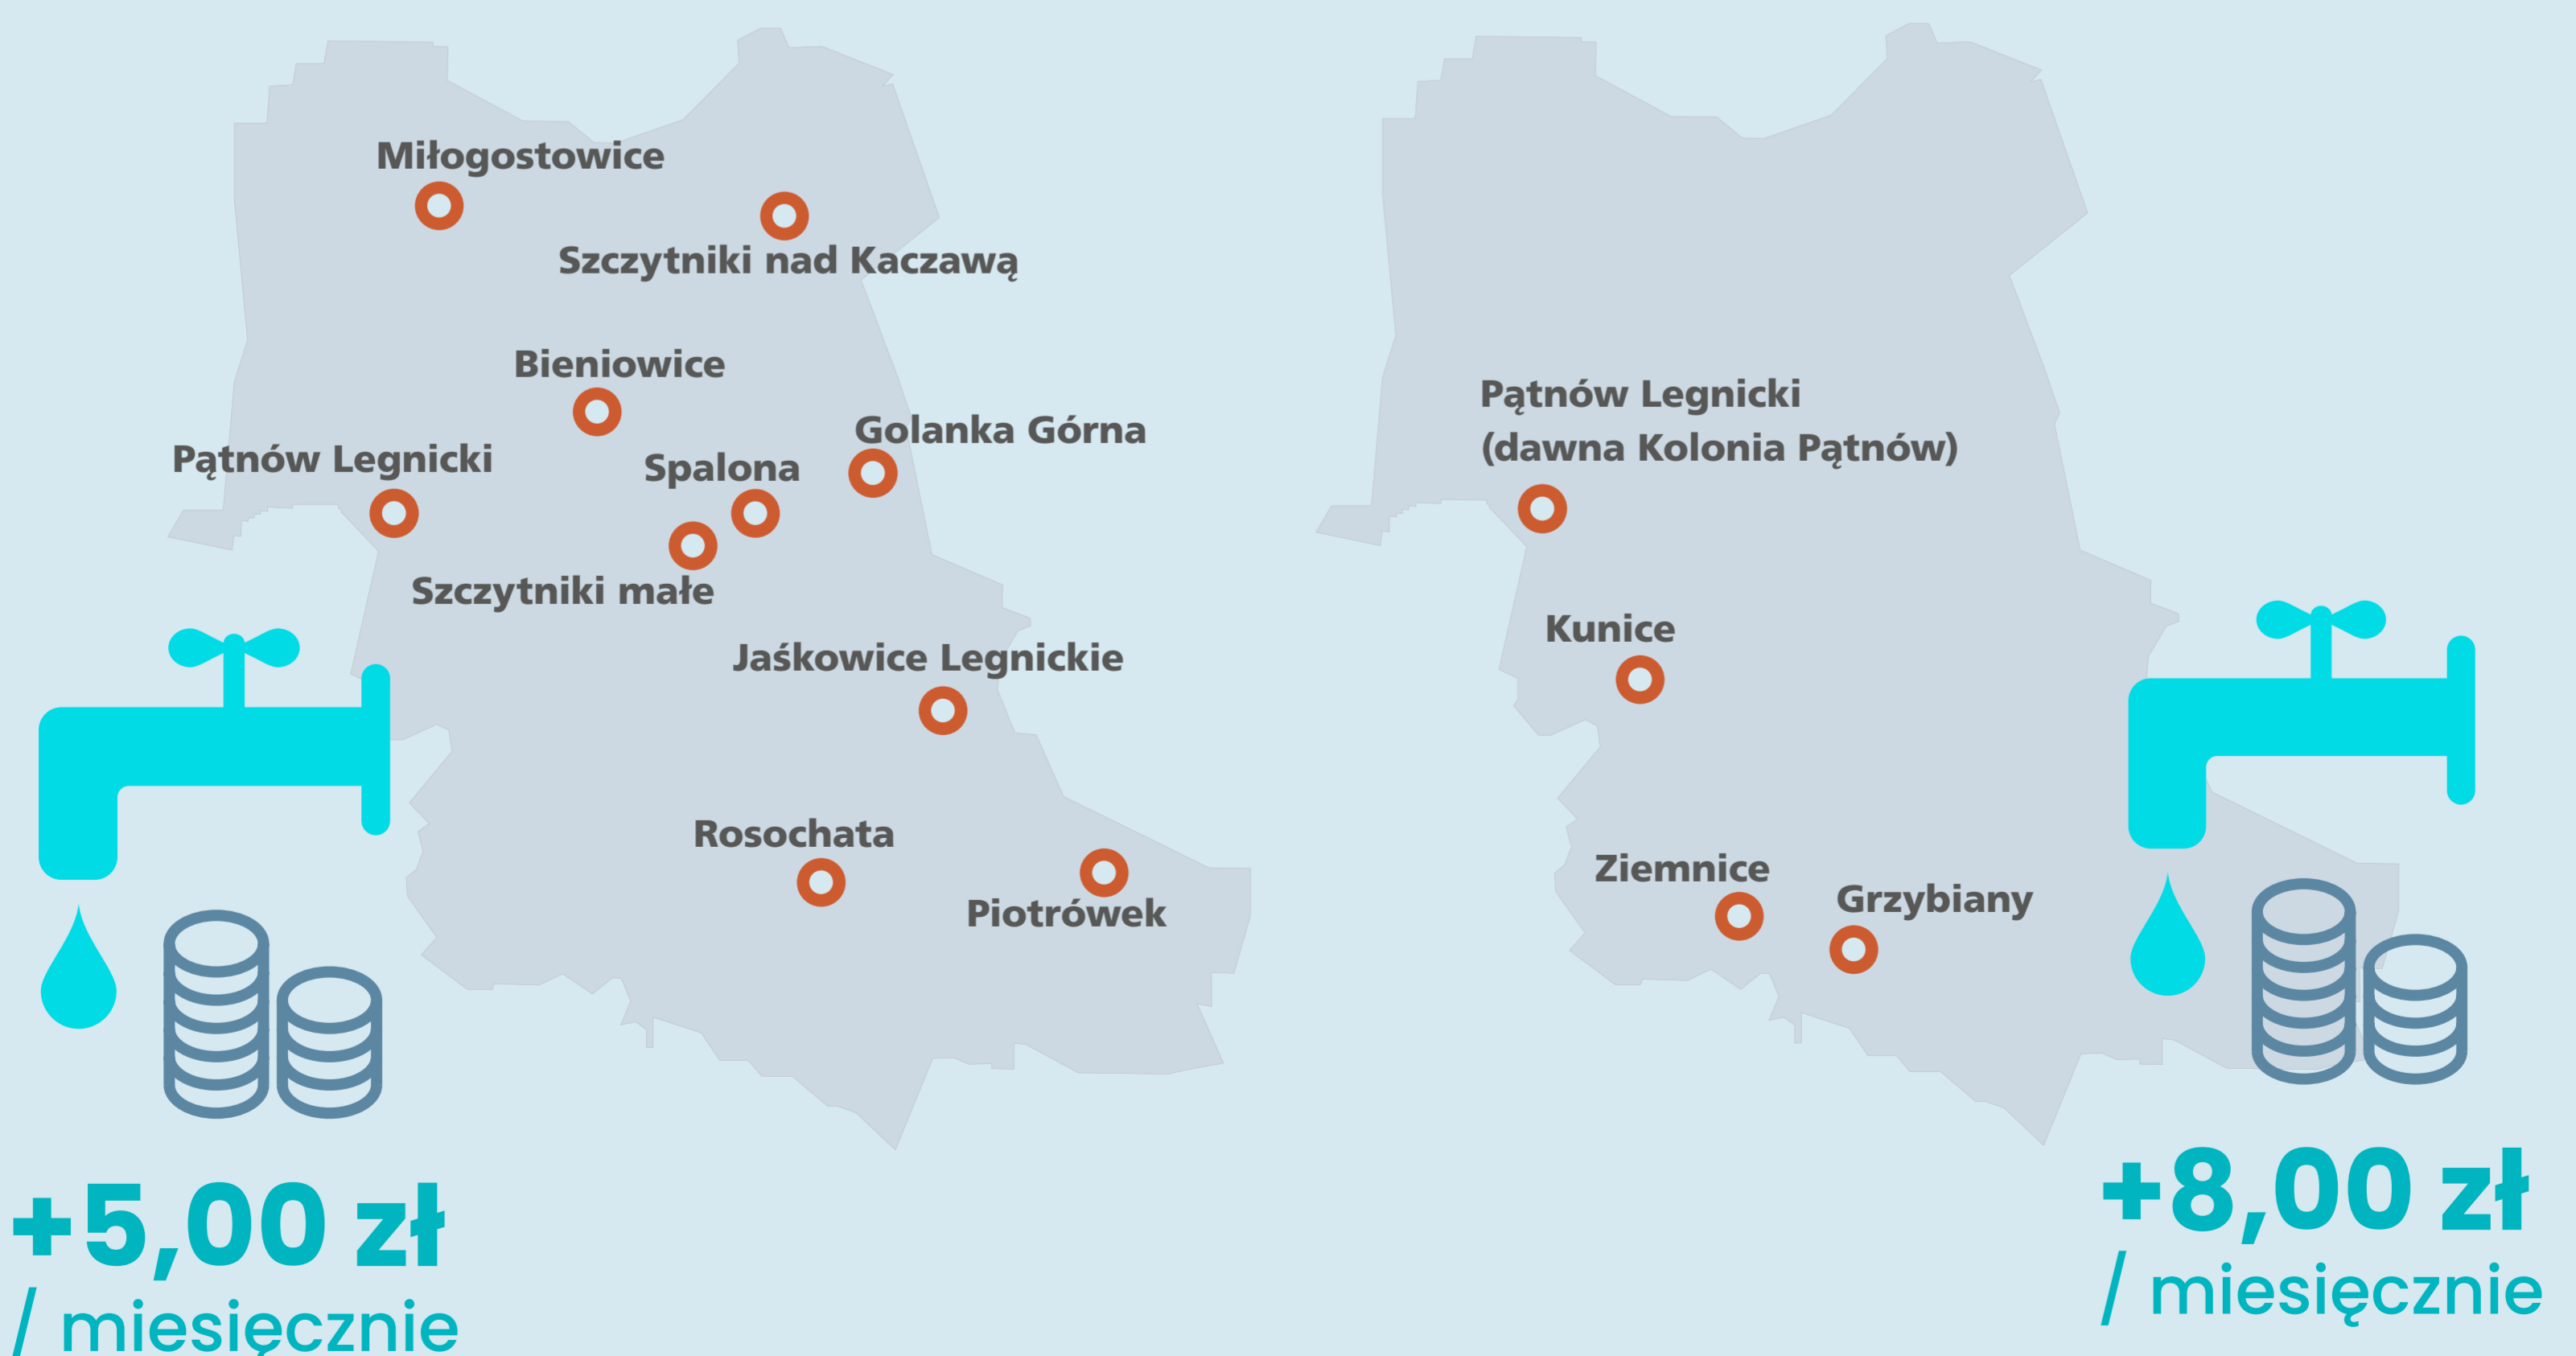 Miłogostowice
Szczytniki nad Kaczawą
Bieniowice
Golanka Górna
Pątnów Legnicki
Spalona
Szczytniki małe
Jaśkowice Legnickie
Rosochata
Piotrówek
+5,00 zł
/ miesięcznie
Pątnów Legnicki
(dawna Kolonia Pątnów)
Kunice
Ziemnice
Grzybiany
+8,00 zł
/ miesięcznie